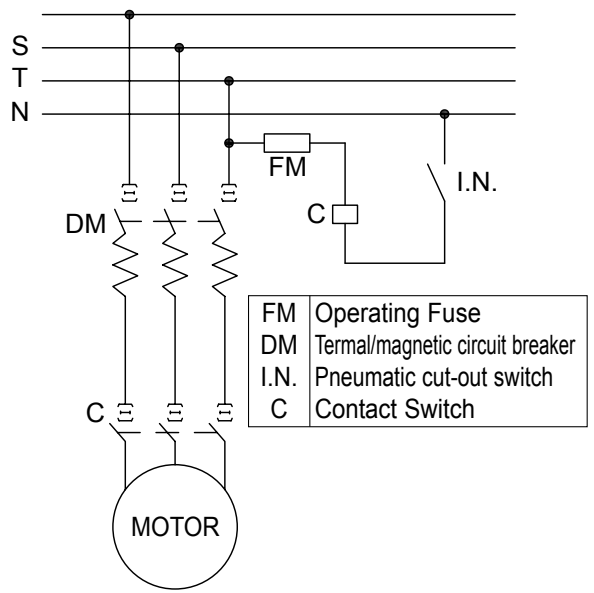 S
T
N
FM
I.N.
C
DM
FM Operating Fuse
DM Termal/magnetic circuit breaker
I.N. Pneumatic cut-out switch
C Contact Switch
C
MOTOR